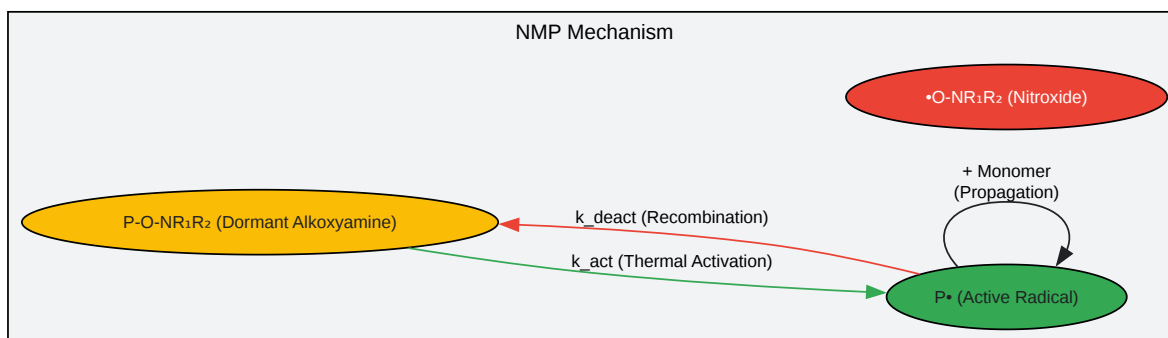 NMP Mechanism
•O-NR₁R₂ (Nitroxide)
+ Monomer
(Propagation)
P-O-NR₁R₂ (Dormant Alkoxyamine)
k_deact (Recombination)
k_act (Thermal Activation)
P• (Active Radical)